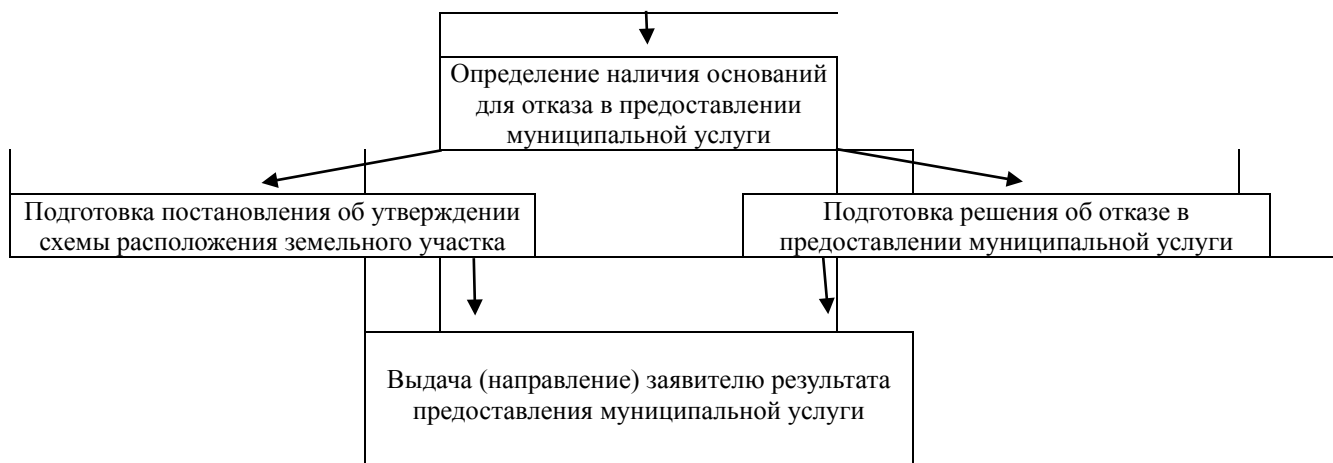 Определение наличия оснований
для отказа в предоставлении
муниципальной услуги
Подготовка постановления об утверждении
схемы расположения земельного участка
Подготовка решения об отказе в
предоставлении муниципальной услуги
Выдача (направление) заявителю результата
предоставления муниципальной услуги